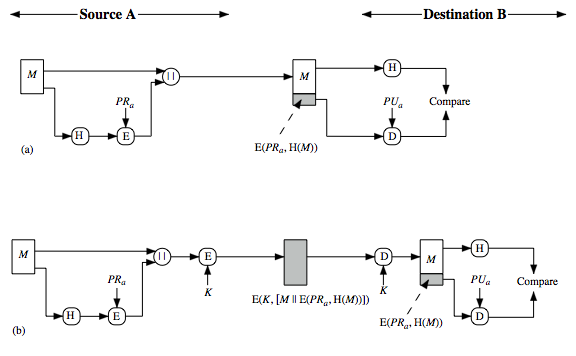 Source A
Destination B
M
||
M
H
PRa
PUa
Compare
H
E
D
(a)
E(PRa, H(M))
M
||
E
D
M
H
PRa
K
K
PUa
Compare
E(K, [M || E(PRa, H(M))])
H
E
D
E(PRa, H(M))
(b)